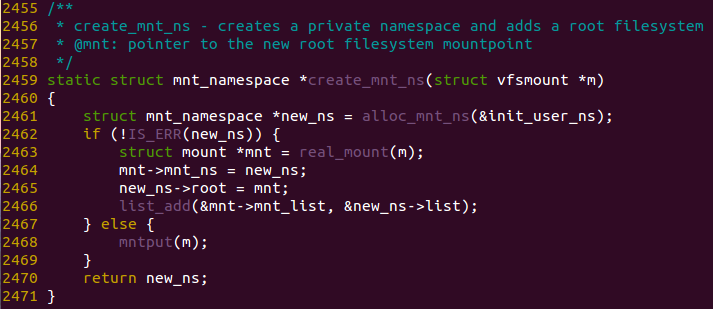 2455 /**
2456  * create_mnt_ns - creates a private namespace and adds a root filesystem
2457  * @mnt: pointer to the new root filesystem mountpoint
2458  */
2459 static struct mnt_namespace *create_mnt_ns(struct vfsmount *m)
2460 {
2461     struct mnt_namespace *new_ns = alloc_mnt_ns(&init_user_ns);
2462     if (!IS_ERR(new_ns)) {
2463         struct mount *mnt = real_mount(m);
2464         mnt->mnt_ns = new_ns;
2465         new_ns->root = mnt;
2466         list_add(&mnt->mnt_list, &new_ns->list);
2467     } else {
2468         mntput(m);
2469     }
2470     return new_ns;
2471 }